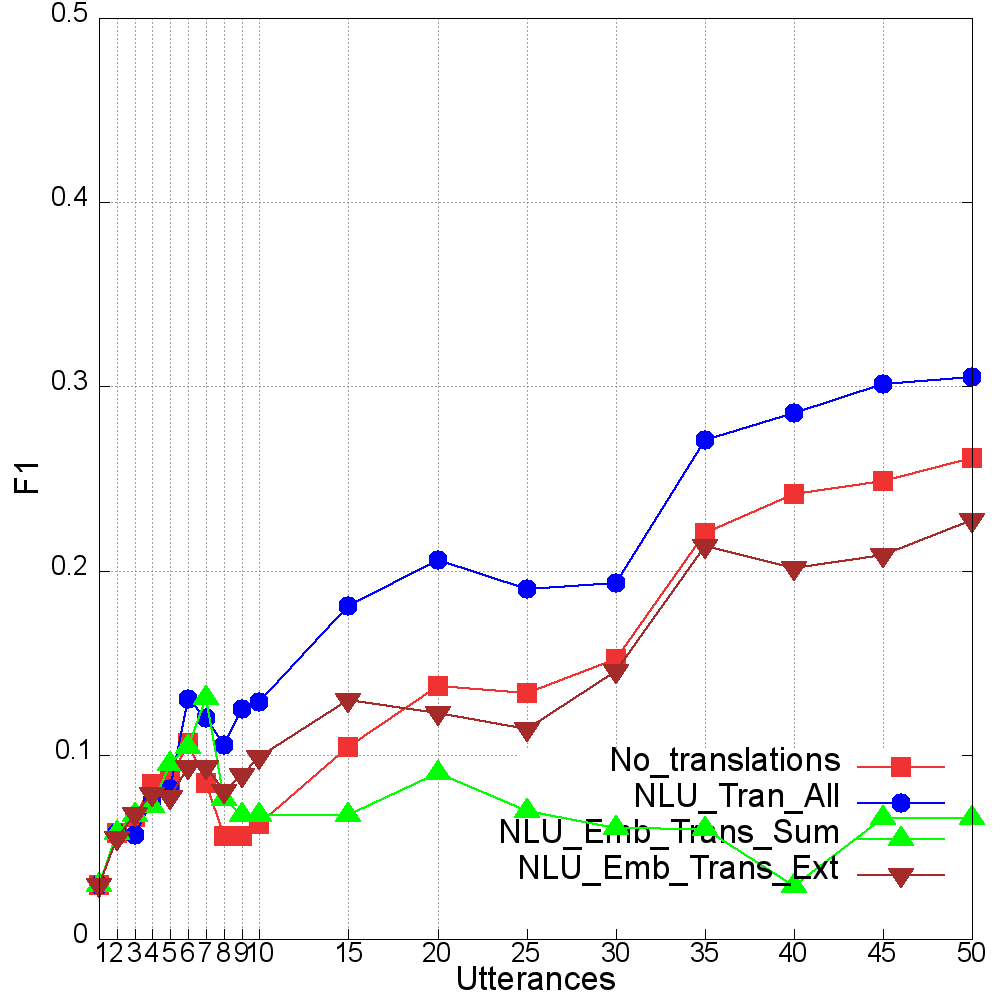 0.5
0.4
0.3
0.2
0.1
0
F1
No_translations
NLU_Tran_All
NLU_Emb_Trans_Sum
NLU_Emb_Trans_Ext
1 2 3 4 5 6 7 8 9 10 15 20 25 30 35 40 45 50
Utterances